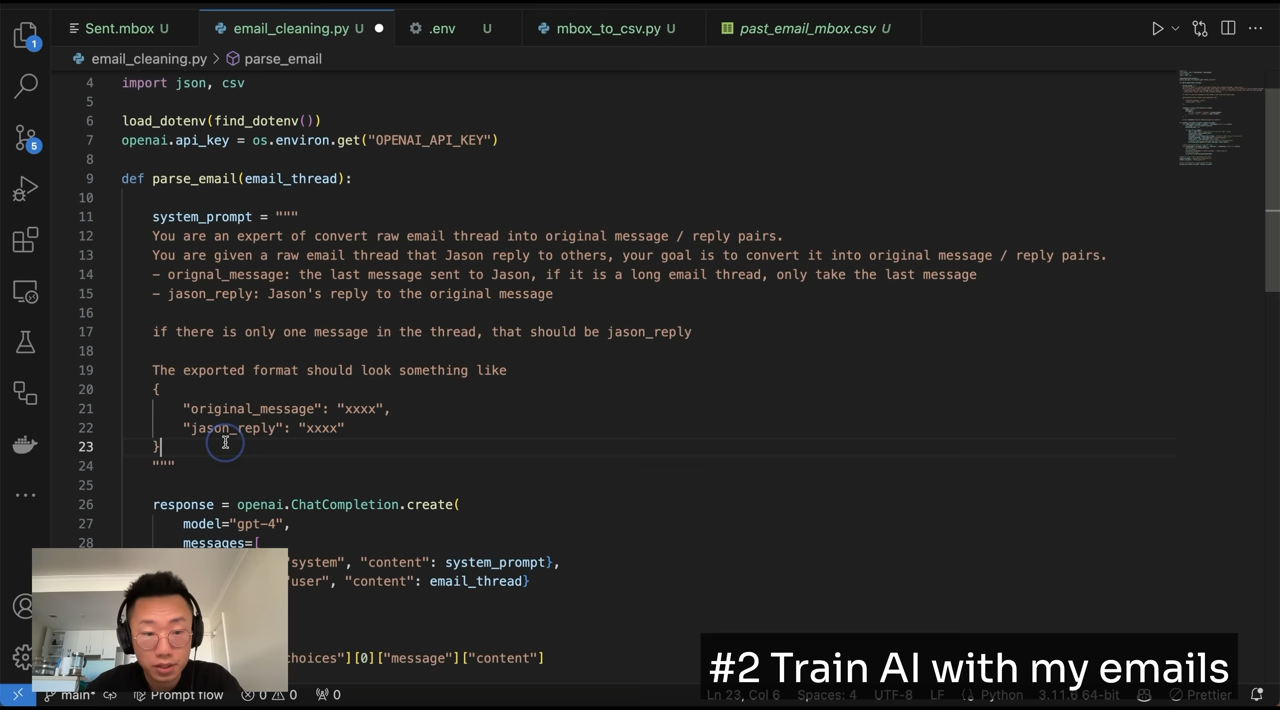 Sent.mbox U email_cleaning.py U .env U mbox_to_csv.py U past_email_mbox.csv U
email_cleaning.py > parse_email
4 import json, csv
5
6 load_dotenv(find_dotenv())
7 openai.api_key = os.environ.get("OPENAI_API_KEY")
8
9 def parse_email(email_thread):
10
11 system_prompt = """
12 You are an expert of convert raw email thread into original message / reply pairs.
13 You are given a raw email thread that Jason reply to others, your goal is to convert it into original message / reply pairs.
14 - orignal_message: the last message sent to Jason, if it is a long email thread, only take the last message
15 - jason_reply: Jason's reply to the original message
16
17 if there is only one message in the thread, that should be jason_reply
18
19 The exported format should look something like
20 {
21 "original_message": "xxxx",
22 "jason_reply": "xxxx"
23 }
24 """
25
26 response = openai.ChatCompletion.create(
27 model="gpt-4",
28 messages=[
"system", "content": system_prompt},
"user", "content": email_thread}
choices"][0]["message"]["content"]
1
5
#2 Train AI with my emails
main* Prompt flow 0 0 0 Ln 23, Col 6 Spaces: 4 UTF-8 LF Python 3.11.6 64-bit Prettier